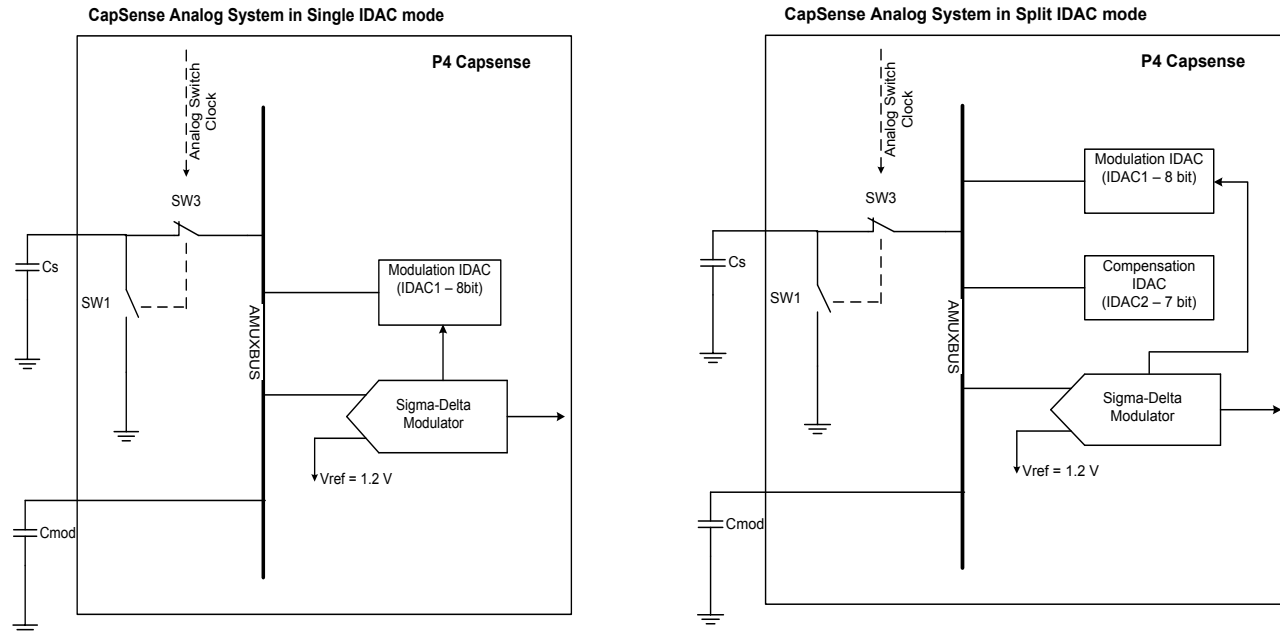 CapSense Analog System in Single IDAC mode
P4 Capsense
Analog Switch
Clock
SW3
Cs
SW1
Modulation IDAC
(IDAC1 – 8bit)
AMUXBUS
Sigma-Delta
Modulator
Vref = 1.2 V
Cmod
CapSense Analog System in Split IDAC mode
P4 Capsense
Analog Switch
Clock
Modulation IDAC
(IDAC1 – 8 bit)
SW3
Cs
SW1
Compensation
IDAC
(IDAC2 – 7 bit)
AMUXBUS
Sigma-Delta
Modulator
Vref = 1.2 V
Cmod